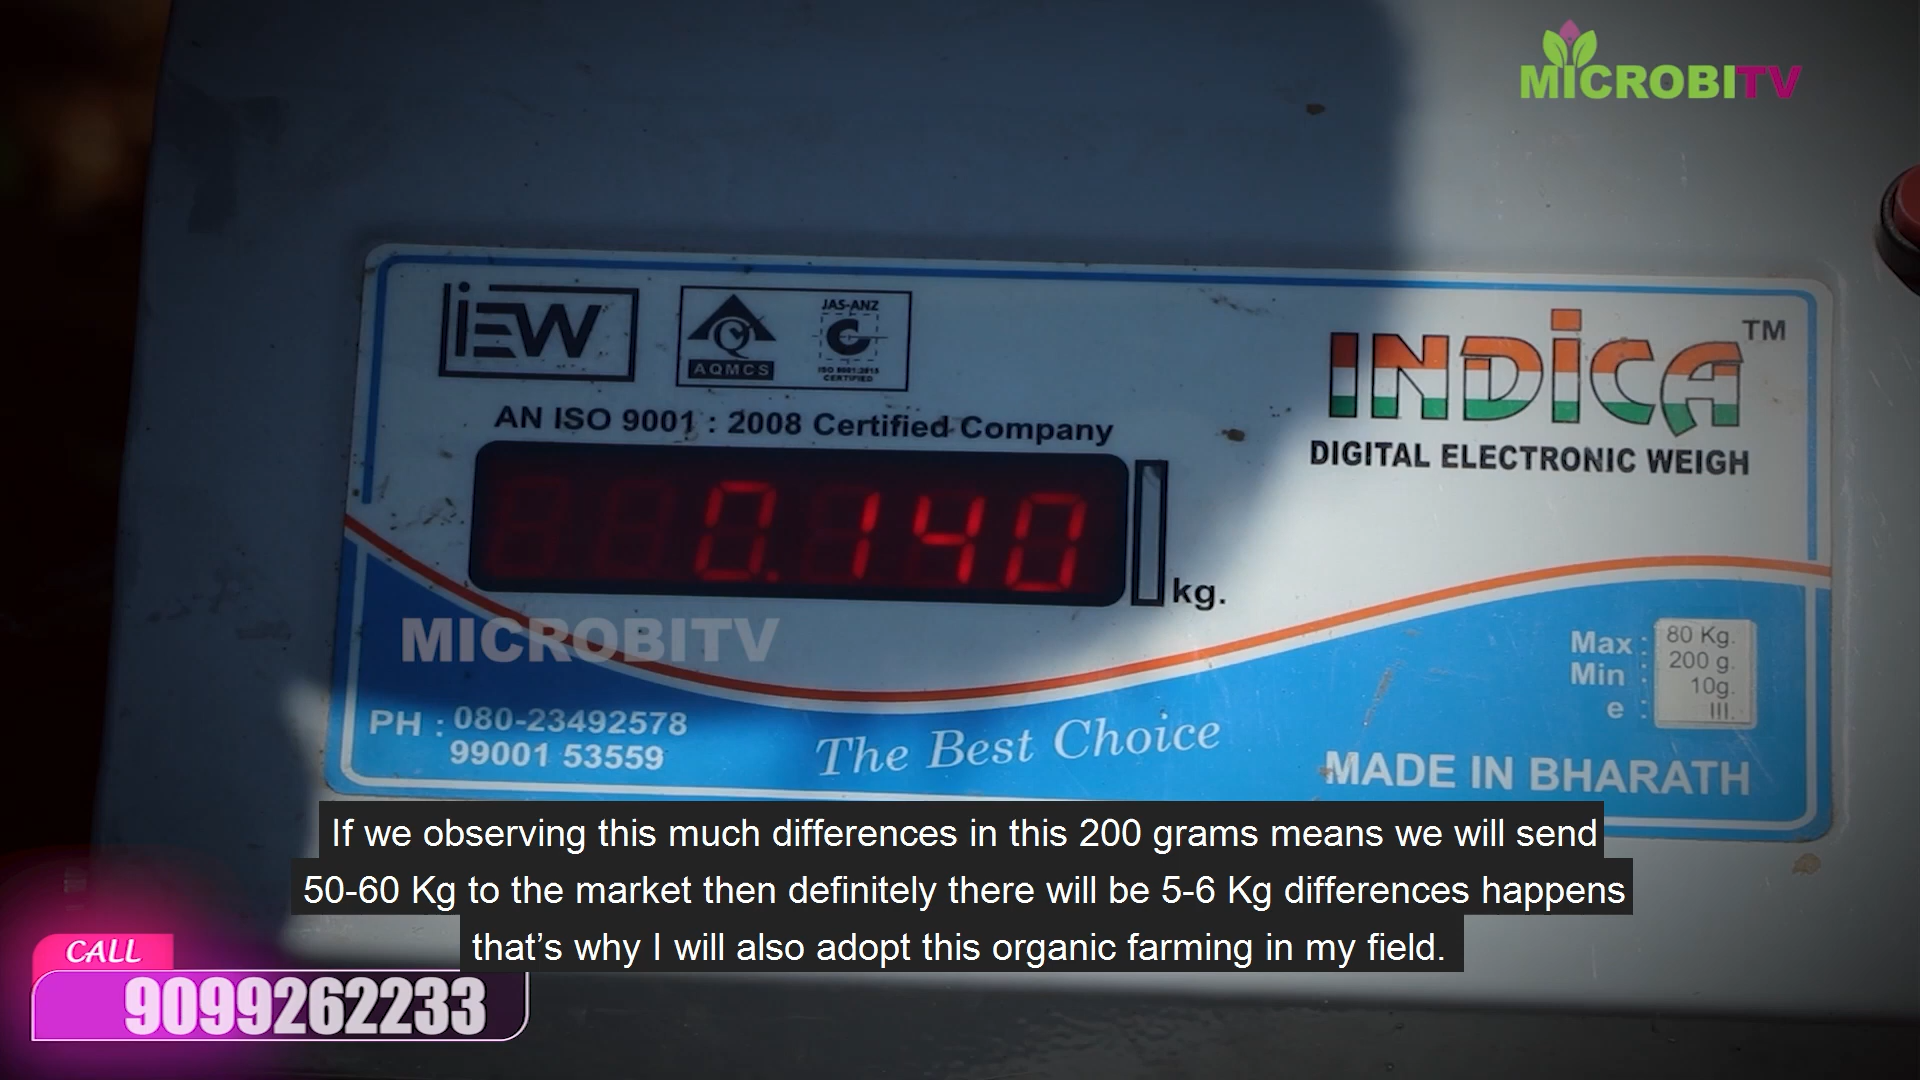 MICROBITV
iEW
AQMCS
JAS-ANZ
ISO 9001:2015
CERTIFIED
INDiCA TM
DIGITAL ELECTRONIC WEIGH
AN ISO 9001 : 2008 Certified Company
0.140
kg.
MICROBITV
Max : 80 Kg.
Min : 200 g.
e : 10g.
III.
PH : 080-23492578
99001 53559
The Best Choice
MADE IN BHARATH
If we observing this much differences in this 200 grams means we will send
50-60 Kg to the market then definitely there will be 5-6 Kg differences happens
that’s why I will also adopt this organic farming in my field.
CALL
9099262233